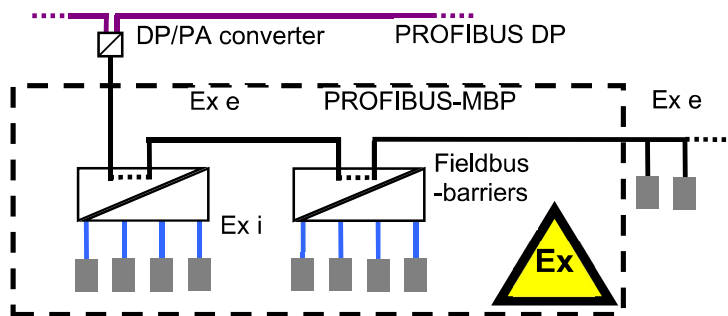 DP/PA converter
PROFIBUS DP
Ex e
PROFIBUS-MBP
Ex e
Fieldbus
-barriers
Ex i
Ex